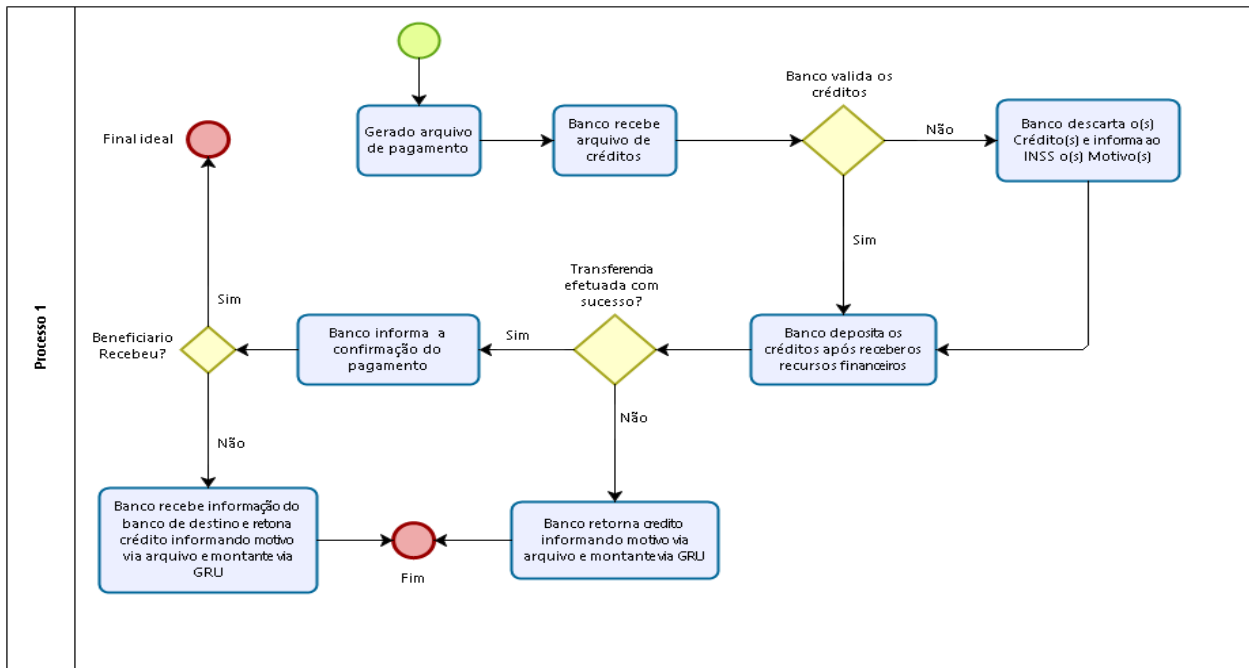 Processo 1
Final ideal
Gerado arquivo
de pagamento
Banco recebe
arquivo de
créditos
Banco valida os
créditos
Não
Banco descarta o(s)
Crédito(s) e informa ao
INSS o(s) Motivo(s)
Sim
Sim
Beneficiario
Recebeu?
Banco informa a
confirmação do
pagamento
Sim
Transferencia
efetuada com
sucesso?
Banco deposita os
créditos após receber os
recursos financeiros
Não
Não
Banco recebe informação do
banco de destino e retona
crédito informando motivo
via arquivo e montante via
GRU
Fim
Banco retorna credito
informando motivo via
arquivo e montante via GRU